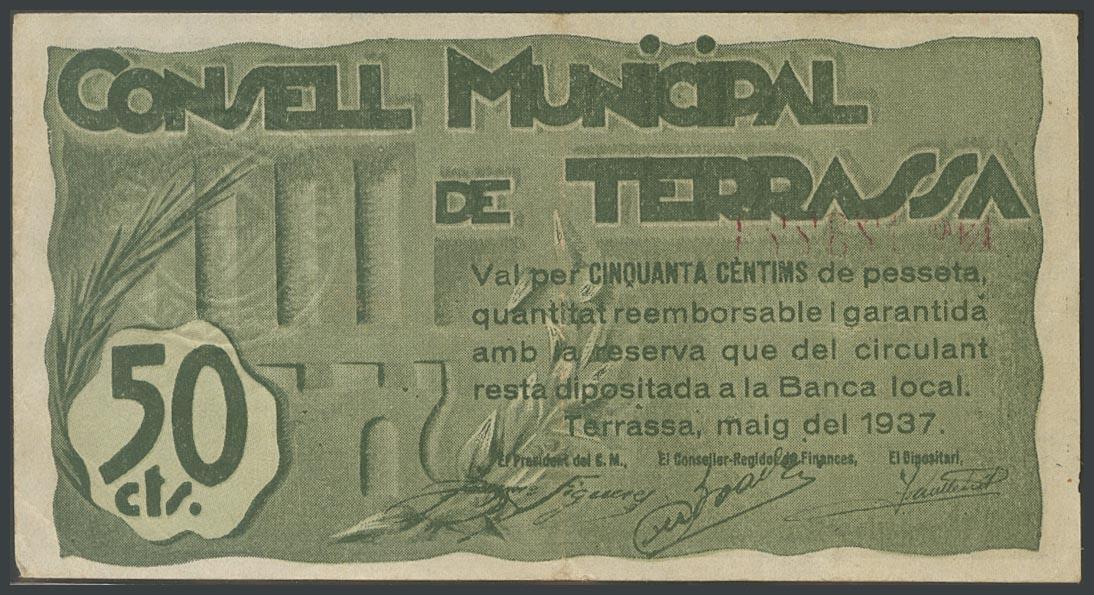 CONSELL MUNICÏPAL
DE TERRASSA
Val per CINQUANTA CÈNTIMS de pesseta,
quantitat reemborsable i garantida
amb la reserva que del circulant
resta dipositada a la Banca local.
Terrassa, maig del 1937.
El President del C. M., El Conseller-Regidor de Finances, El Dipositari,
50
cts.